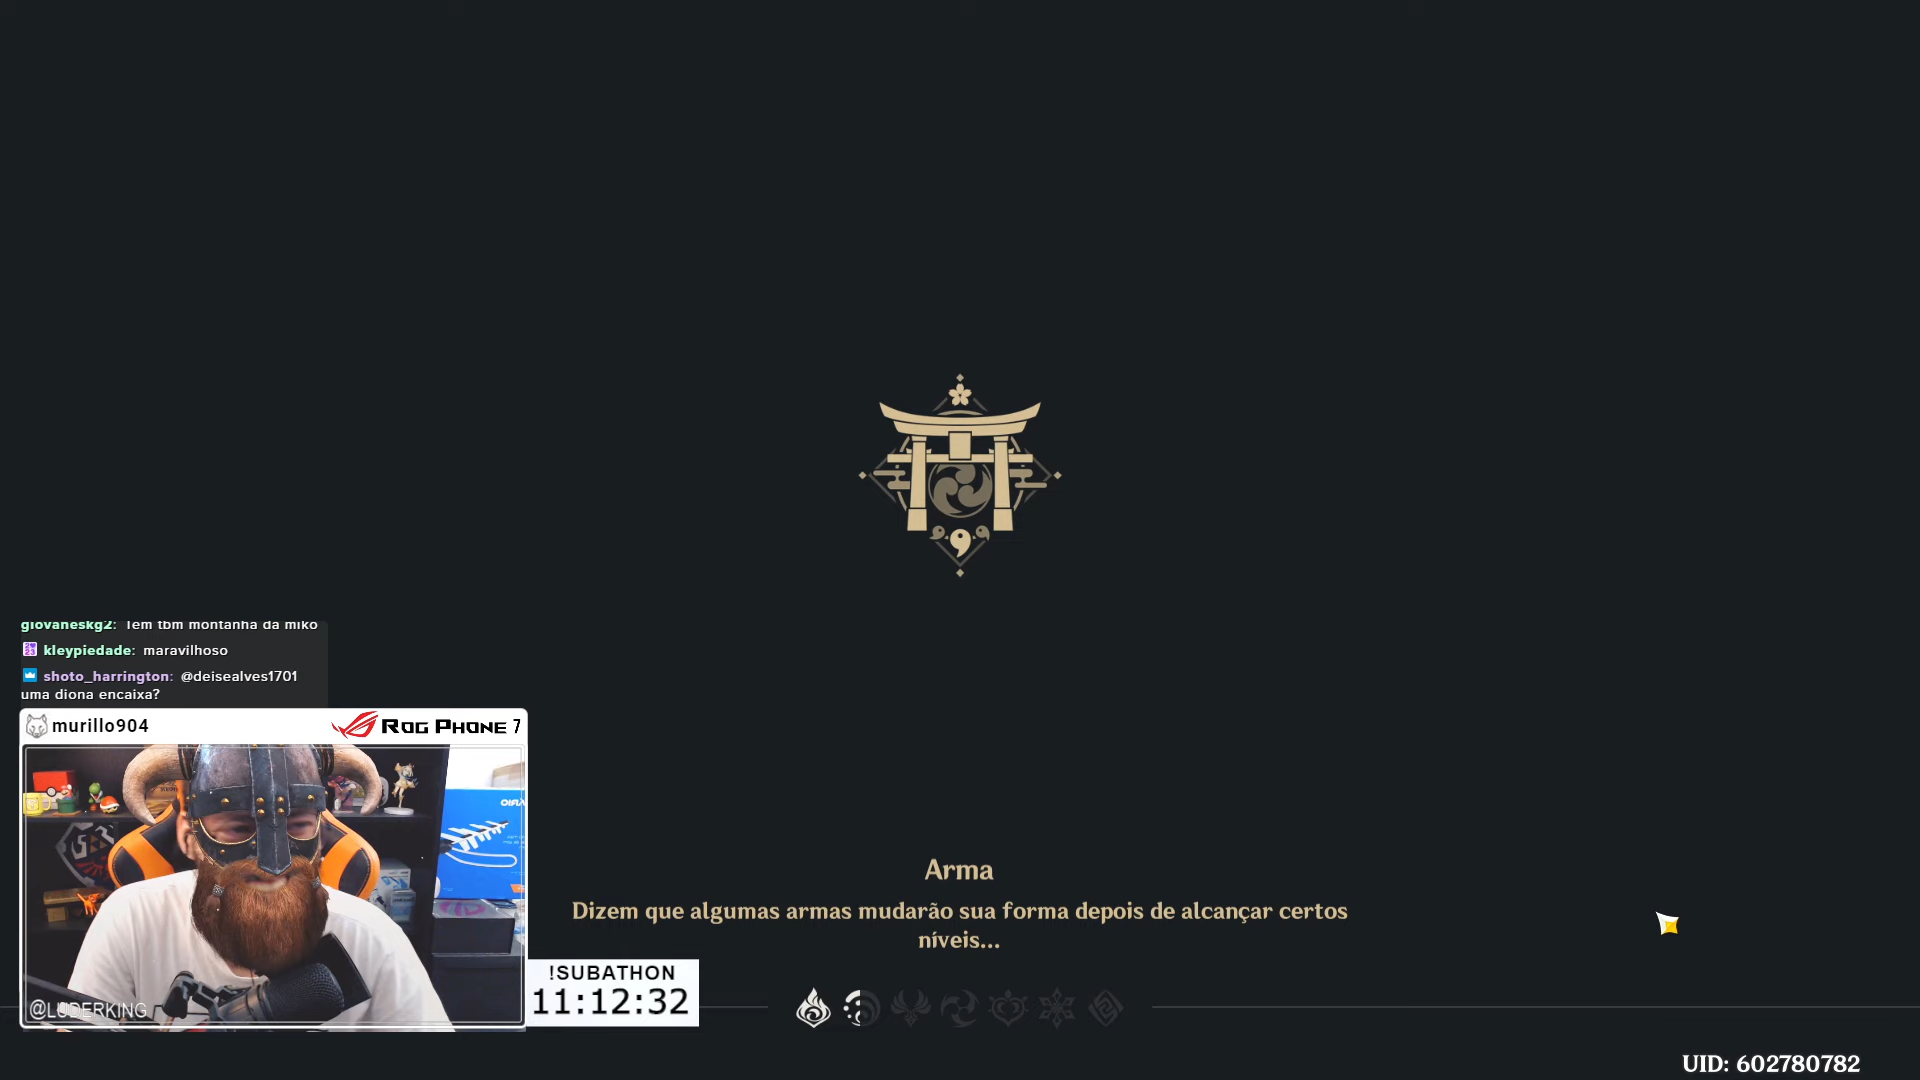 giovaneskg2: Tem tbm montanha da miko
kleypiedade: maravilhoso
shoto_harrington: @deisealves1701
uma diona encaixa?
murillo904
ROG PHONE 7
@LUDERKING
!SUBATHON
11:12:32
Arma
Dizem que algumas armas mudarão sua forma depois de alcançar certos
níveis...
UID: 602780782